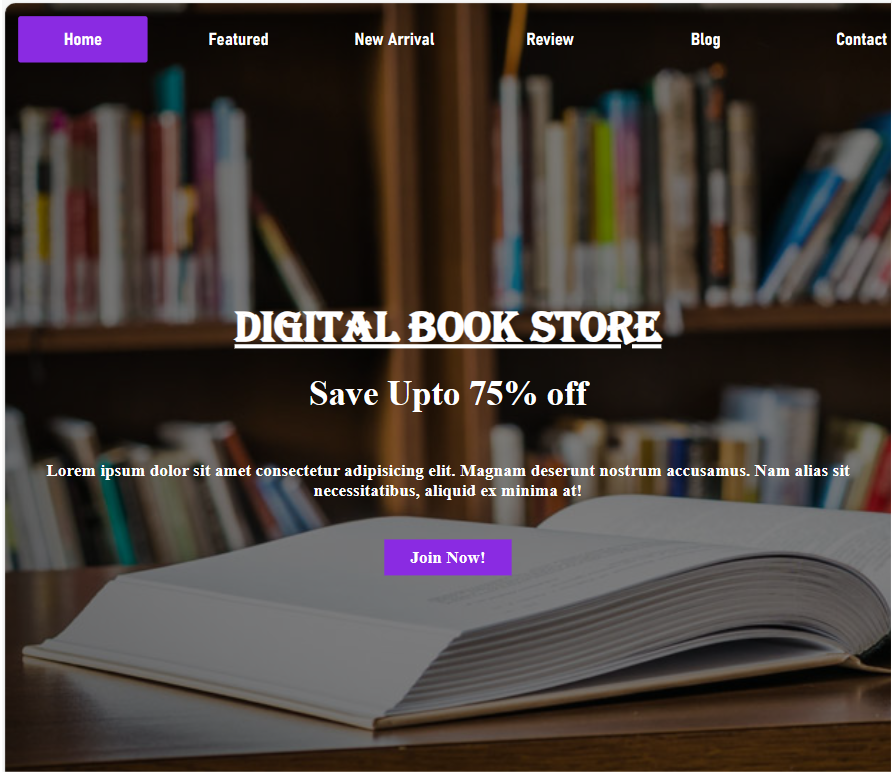 Home Featured New Arrival Review Blog Contact
DIGITAL BOOK STORE
Save Upto 75% off
Lorem ipsum dolor sit amet consectetur adipisicing elit. Magnam deserunt nostrum accusamus. Nam alias sit
necessitatibus, aliquid ex minima at!
Join Now!